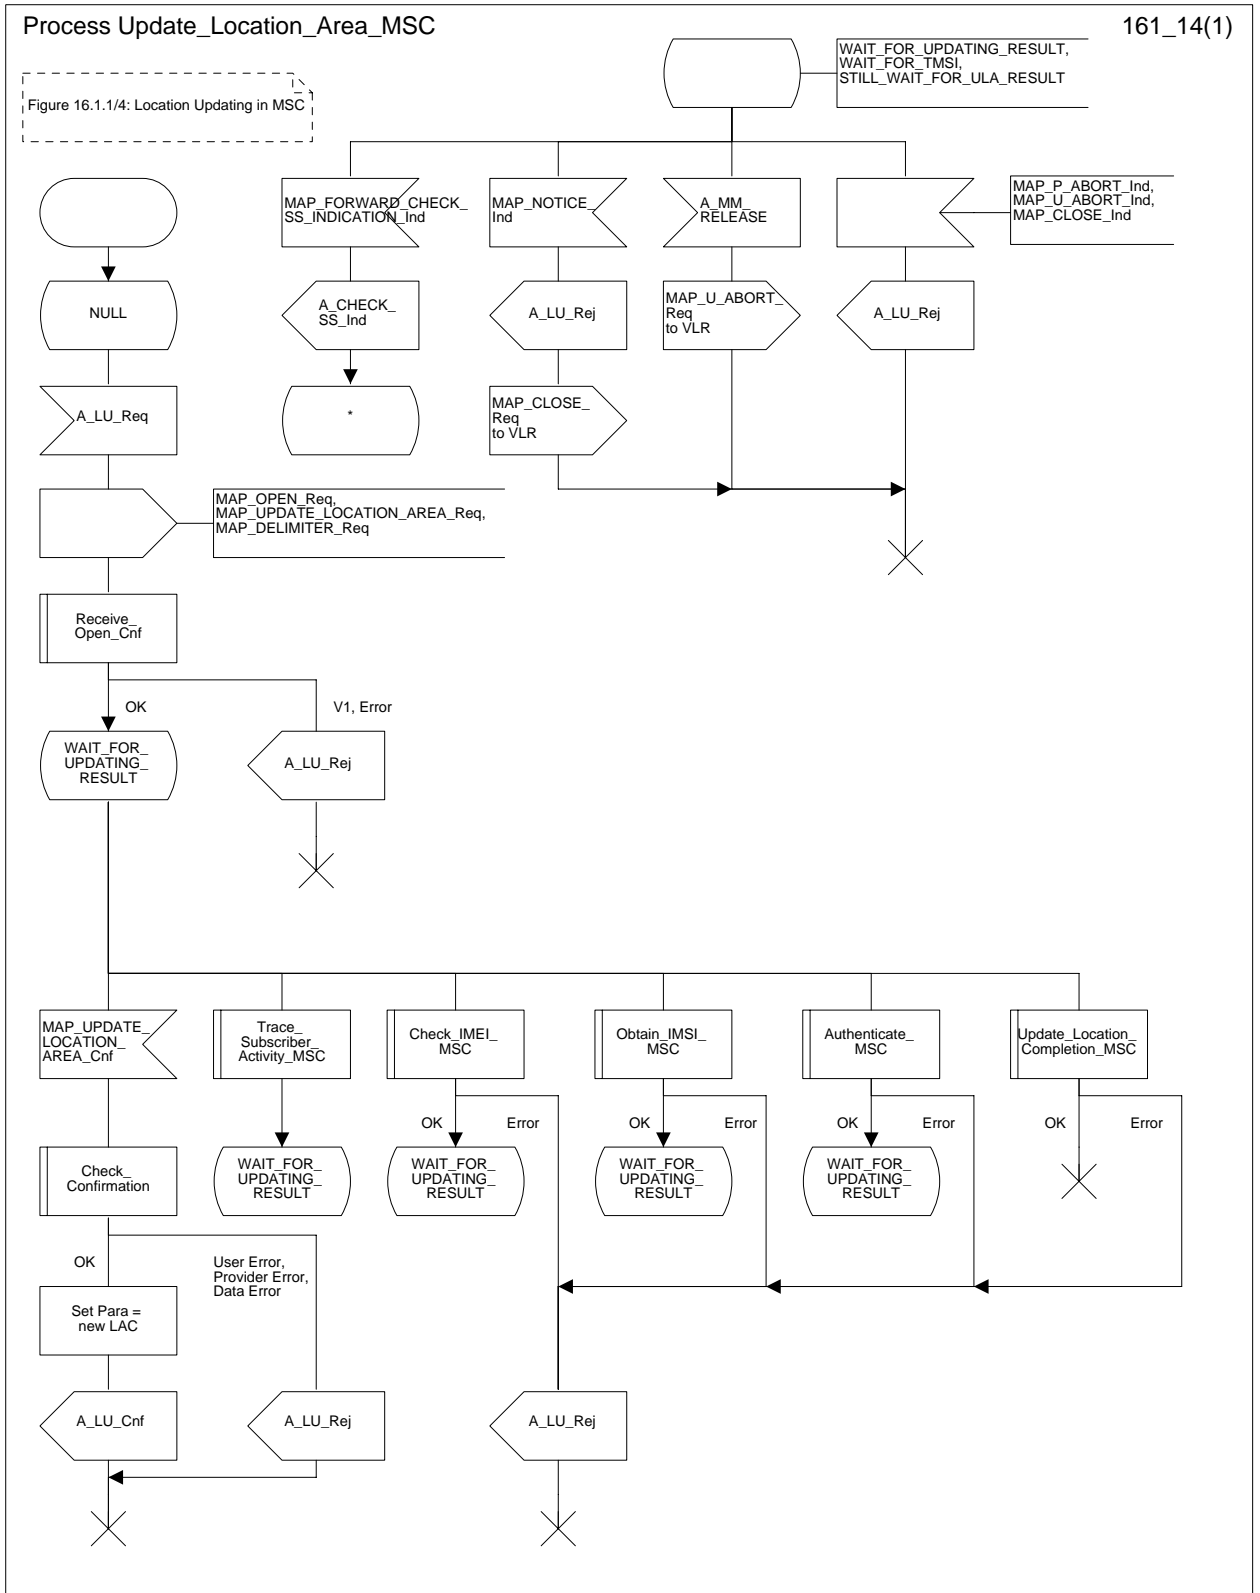 Process Update_Location_Area_MSC
161_14(1)
Figure 16.1.1/4: Location Updating in MSC
WAIT_FOR_UPDATING_RESULT,
WAIT_FOR_TMSI,
STILL_WAIT_FOR_ULA_RESULT
MAP_FORWARD_CHECK_
SS_INDICATION_Ind
MAP_NOTICE_
Ind
A_MM_
RELEASE
MAP_P_ABORT_Ind,
MAP_U_ABORT_Ind,
MAP_CLOSE_Ind
NULL
A_CHECK_
SS_Ind
A_LU_Rej
MAP_U_ABORT_
Req
to VLR
A_LU_Rej
A_LU_Req
*
MAP_CLOSE_
Req
to VLR
MAP_OPEN_Req,
MAP_UPDATE_LOCATION_AREA_Req,
MAP_DELIMITER_Req
Receive_
Open_Cnf
OK
V1, Error
WAIT_FOR_
UPDATING_
RESULT
A_LU_Rej
MAP_UPDATE_
LOCATION_
AREA_Cnf
Trace_
Subscriber_
Activity_MSC
Check_IMEI_
MSC
Obtain_IMSI_
MSC
Authenticate_
MSC
Update_Location_
Completion_MSC
OK
Error
OK
Error
OK
Error
OK
Error
Check_
Confirmation
WAIT_FOR_
UPDATING_
RESULT
WAIT_FOR_
UPDATING_
RESULT
WAIT_FOR_
UPDATING_
RESULT
WAIT_FOR_
UPDATING_
RESULT
OK
User Error,
Provider Error,
Data Error
Set Para =
new LAC
A_LU_Cnf
A_LU_Rej
A_LU_Rej